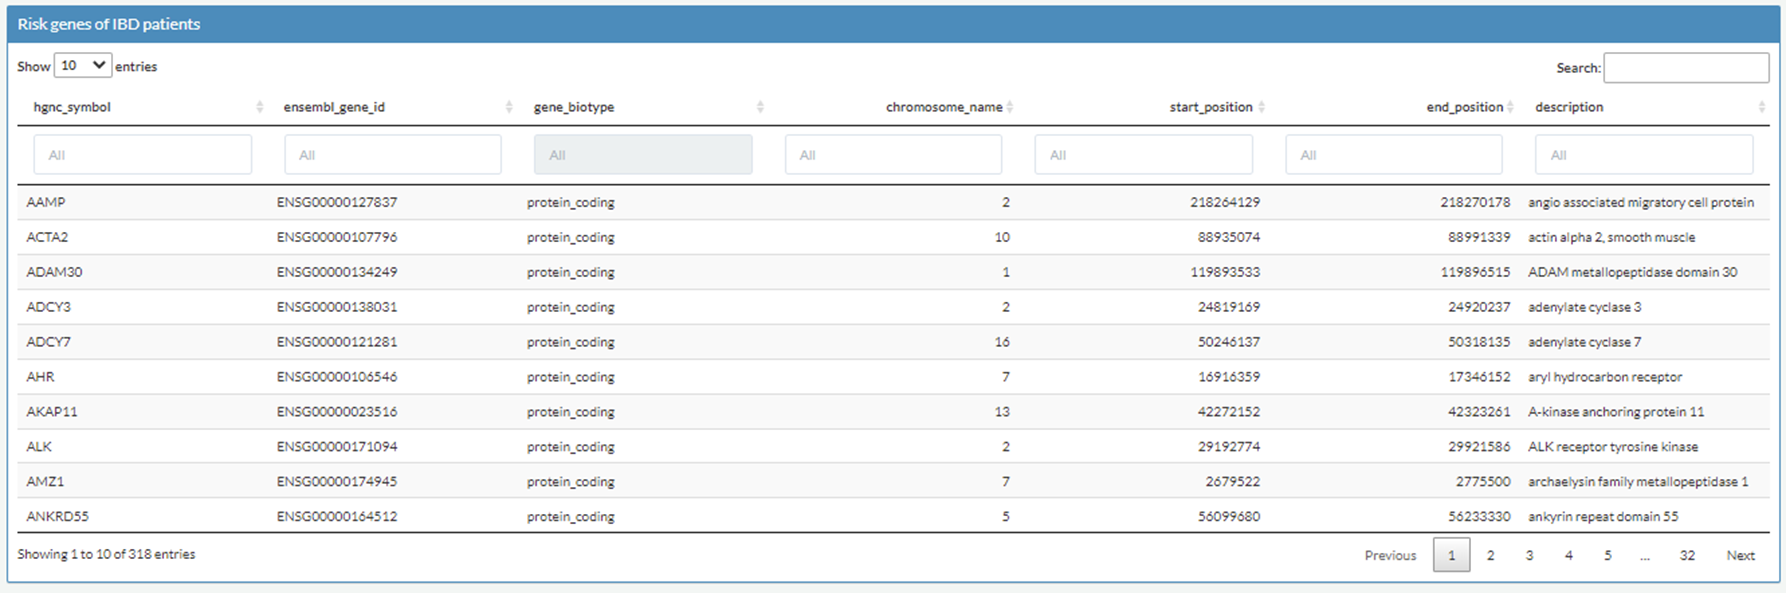 Risk genes of IBD patients
Show 10 entries Search:
hgnc_symbol ensembl_gene_id gene_biotype chromosome_name start_position end_position description
All All All All All All All
AAMP ENSG00000127837 protein_coding 2 218264129 218270178 angio associated migratory cell protein
ACTA2 ENSG00000107796 protein_coding 10 88935074 88991339 actin alpha 2, smooth muscle
ADAM30 ENSG00000134249 protein_coding 1 119893533 119896515 ADAM metallopeptidase domain 30
ADCY3 ENSG00000138031 protein_coding 2 24819169 24920237 adenylate cyclase 3
ADCY7 ENSG00000121281 protein_coding 16 50246137 50318135 adenylate cyclase 7
AHR ENSG00000106546 protein_coding 7 16916359 17346152 aryl hydrocarbon receptor
AKAP11 ENSG00000023516 protein_coding 13 42272152 42323261 A-kinase anchoring protein 11
ALK ENSG00000171094 protein_coding 2 29192774 29921586 ALK receptor tyrosine kinase
AMZ1 ENSG00000174945 protein_coding 7 2679522 2775500 archaelysin family metallopeptidase 1
ANKRD55 ENSG00000164512 protein_coding 5 56099680 56233330 ankyrin repeat domain 55
Showing 1 to 10 of 318 entries Previous 1 2 3 4 5 ... 32 Next